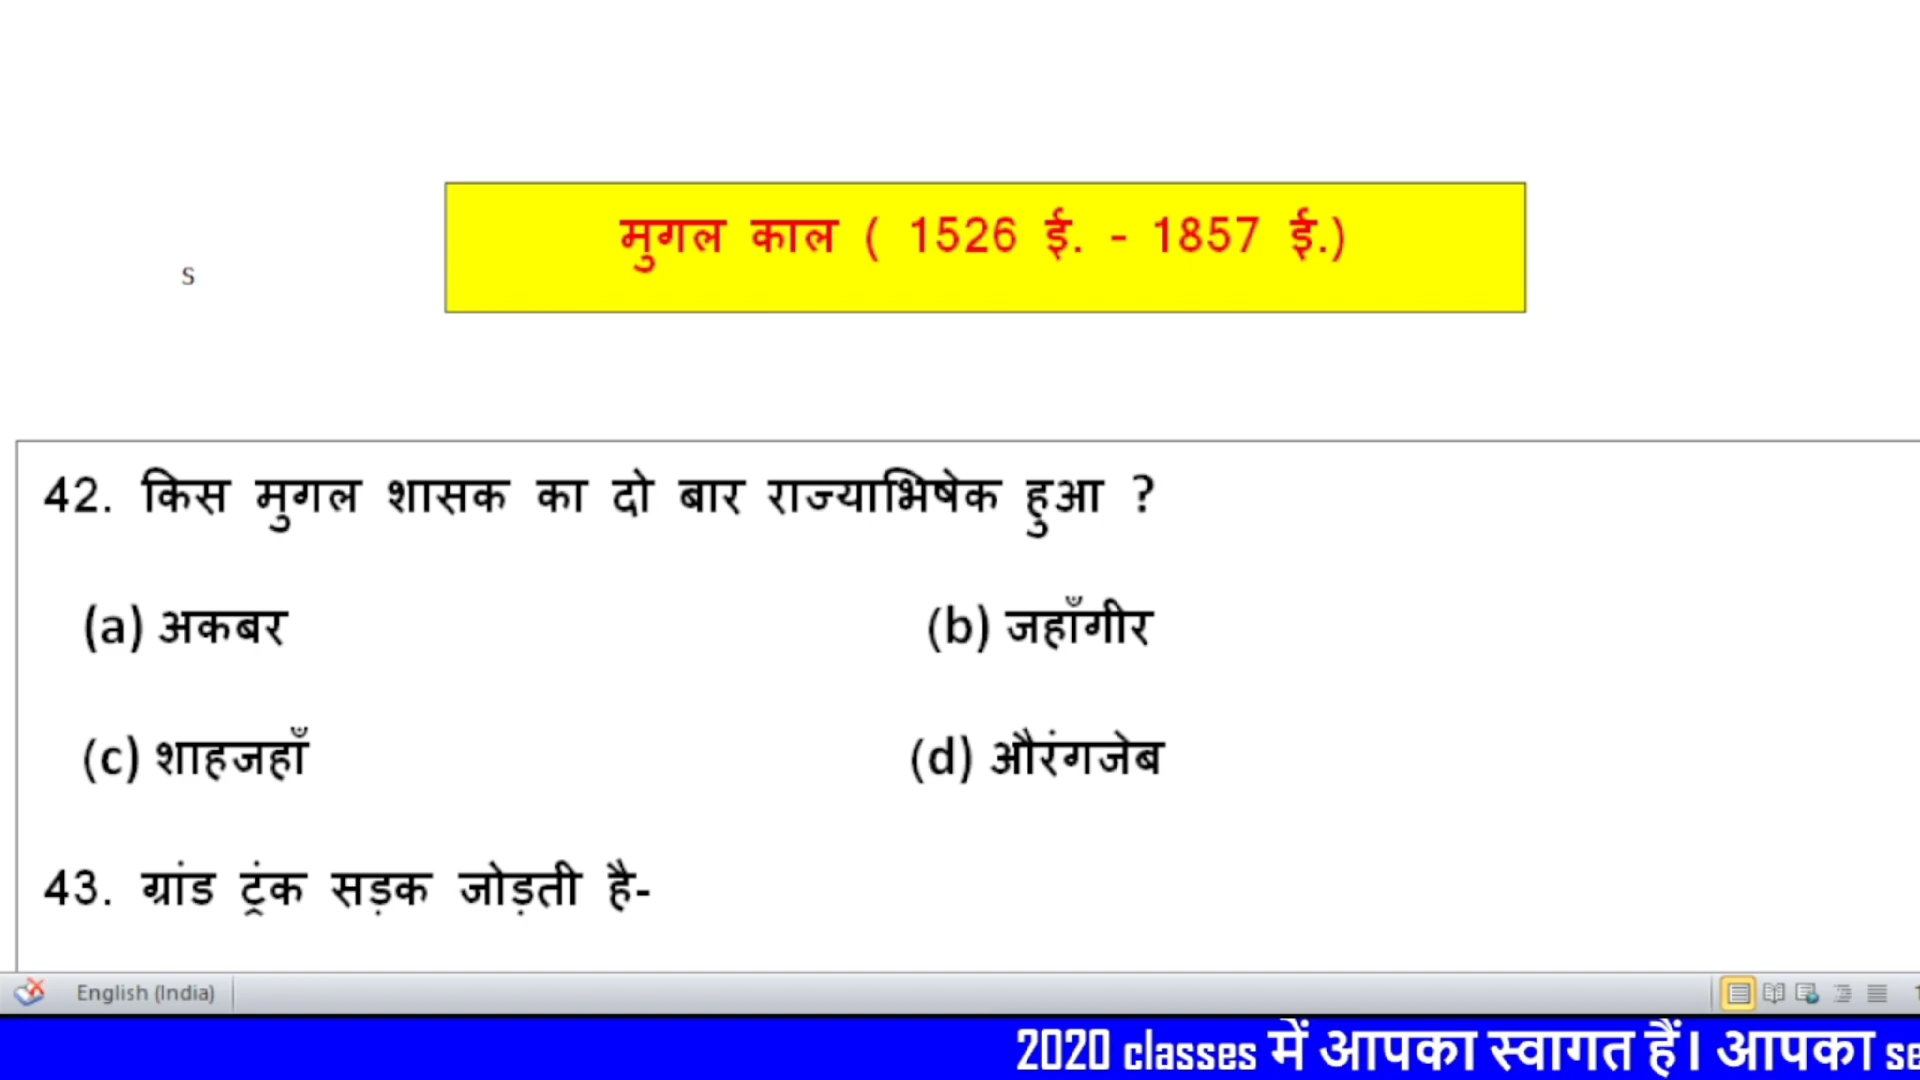 मुगल काल ( 1526 ई. - 1857 ई.)
s
42. किस मुगल शासक का दो बार राज्याभिषेक हुआ ?
(a) अकबर (b) जहाँगीर
(c) शाहजहाँ (d) औरंगजेब
43. ग्रांड ट्रंक सड़क जोड़ती है-
English (India)
2020 classes में आपका स्वागत हैं। आपका se